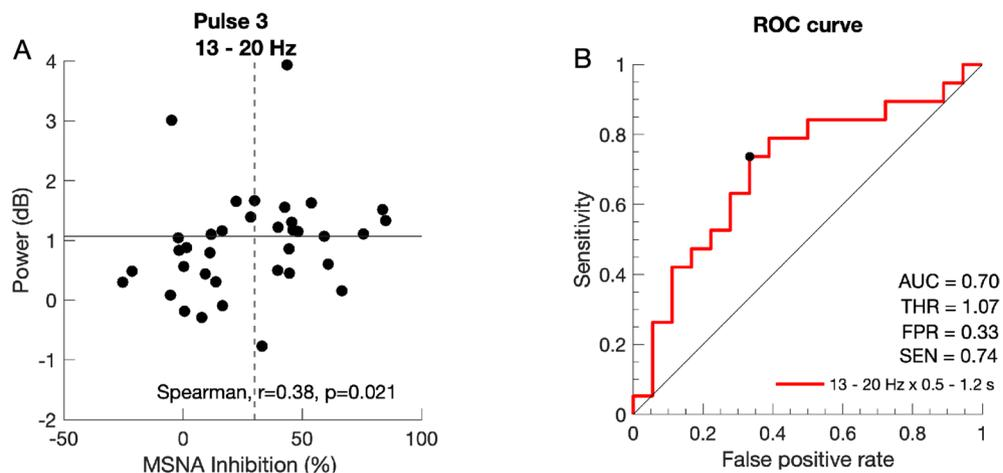 A
Pulse 3
13 - 20 Hz
4
3
2
1
0
-1
-2
Power (dB)
Spearman, r=0.38, p=0.021
-50
0
50
100
MSNA Inhibition (%)
B
ROC curve
1
0.8
0.6
0.4
0.2
0
Sensitivity
AUC = 0.70
THR = 1.07
FPR = 0.33
SEN = 0.74
13 - 20 Hz x 0.5 - 1.2 s
0
0.2
0.4
0.6
0.8
1
False positive rate